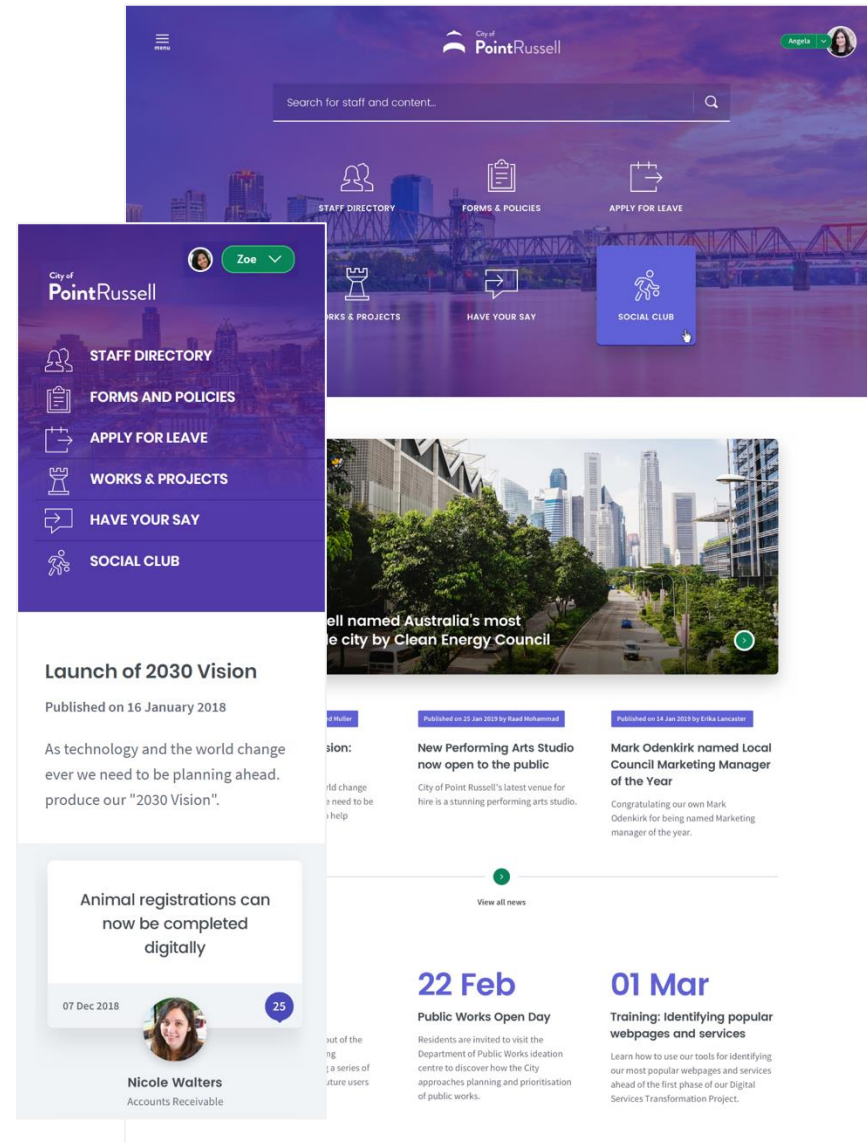 menu
City of
PointRussell
Angela
Search for staff and content...
STAFF DIRECTORY
FORMS & POLICIES
APPLY FOR LEAVE
& PROJECTS
HAVE YOUR SAY
SOCIAL CLUB
City of
PointRussell
Zoe
STAFF DIRECTORY
FORMS AND POLICIES
APPLY FOR LEAVE
WORKS & PROJECTS
HAVE YOUR SAY
SOCIAL CLUB
Launch of 2030 Vision
Published on 16 January 2018
As technology and the world change
ever we need to be planning ahead.
produce our "2030 Vision".
Animal registrations can
now be completed
digitally
07 Dec 2018
25
Nicole Walters
Accounts Receivable
named Australia's most
city by Clean Energy Council
Muller
change
need to be
help
Published on 25 Jan 2019 by Raad Mohammad
New Performing Arts Studio
now open to the public
City of Point Russell's latest venue for
hire is a stunning performing arts studio.
Published on 14 Jan 2019 by Erika Lancaster
Mark Odenkirk named Local
Council Marketing Manager
of the Year
Congratulating our own Mark
Odenkirk for being named Marketing
manager of the year.
View all news
of the
a series of
users
22 Feb
Public Works Open Day
Residents are invited to visit the
Department of Public Works ideation
centre to discover how the City
approaches planning and prioritisation
of public works.
01 Mar
Training: Identifying popular
webpages and services
Learn how to use our tools for identifying
our most popular webpages and services
ahead of the first phase of our Digital
Services Transformation Project.